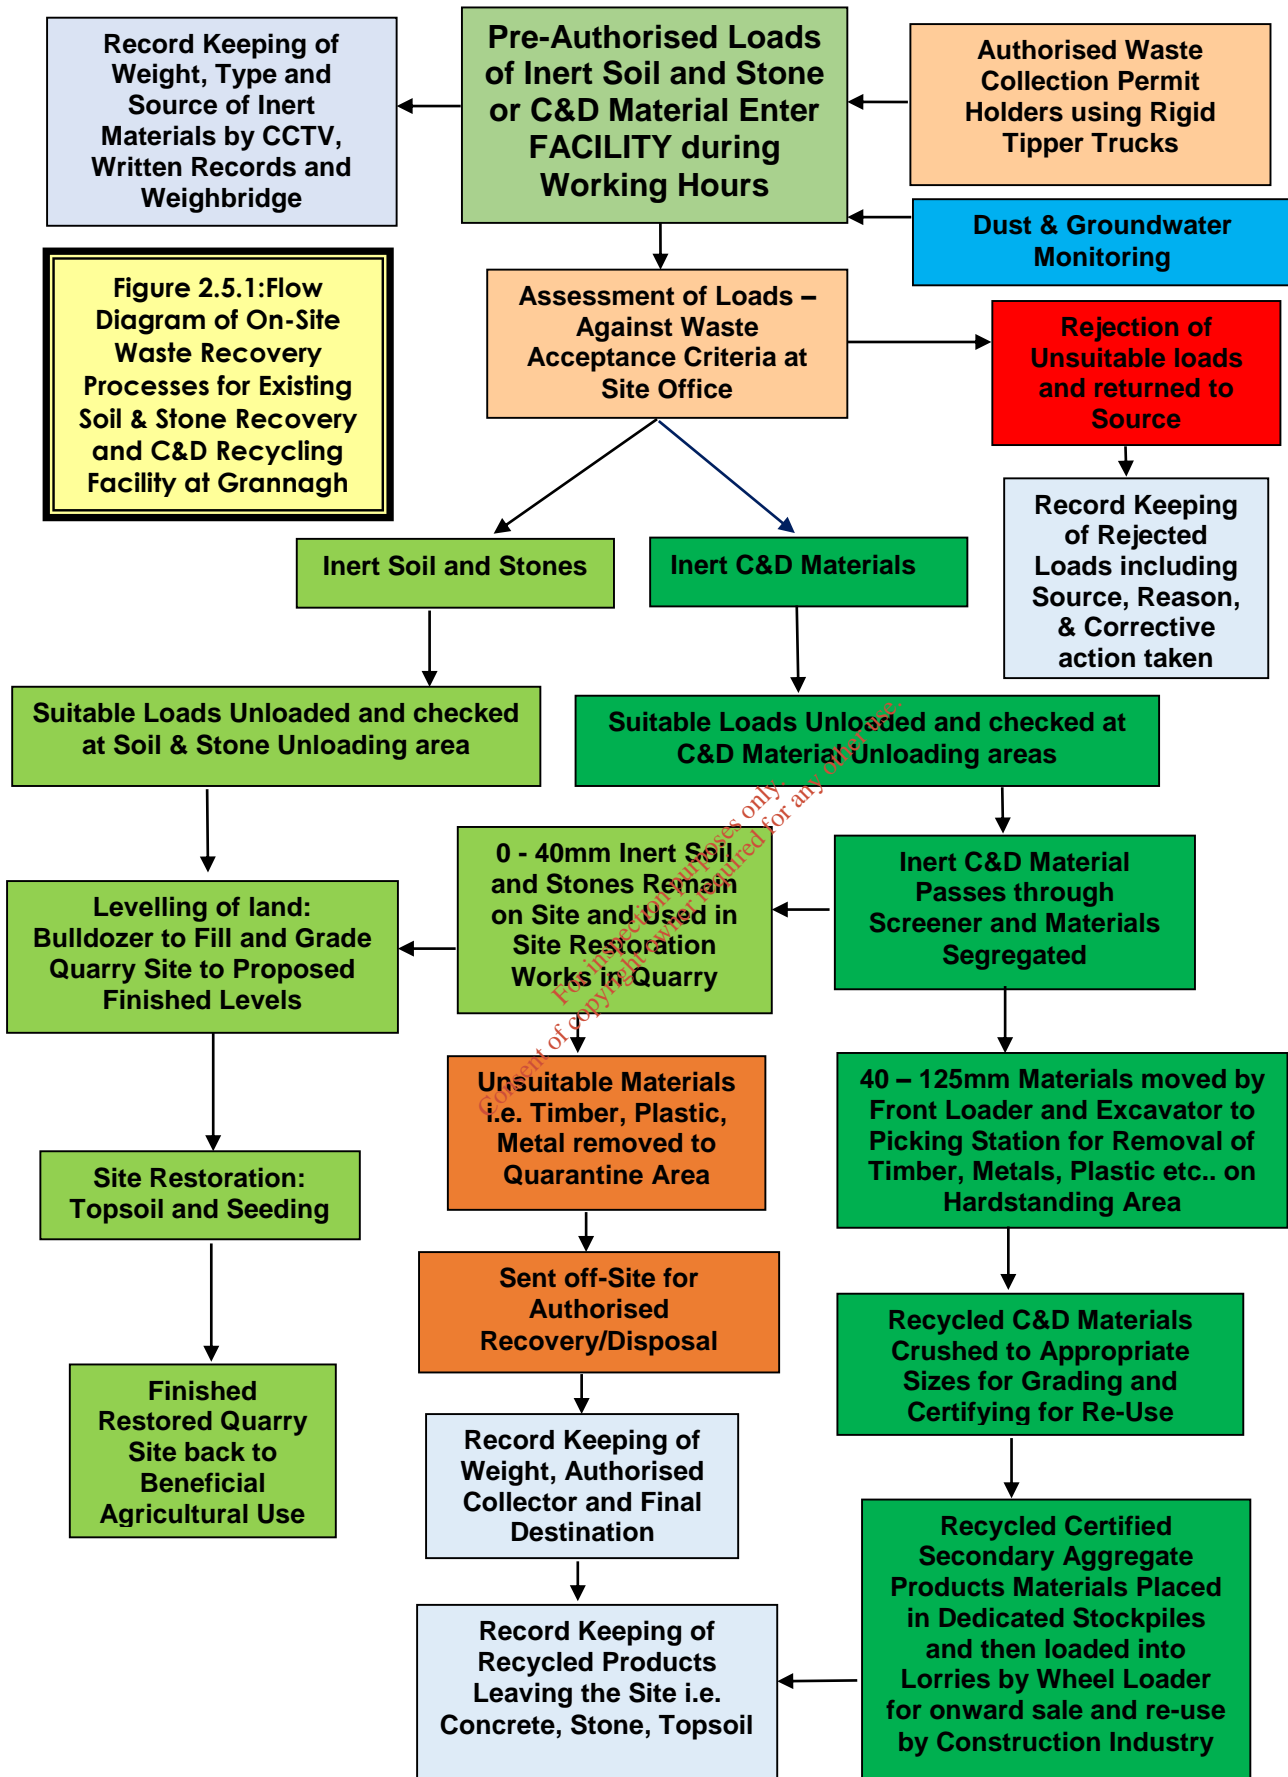 Record Keeping of
Weight, Type and
Source of Inert
Materials by CCTV,
Written Records and
Weighbridge
Pre-Authorised Loads
of Inert Soil and Stone
or C&D Material Enter
FACILITY during
Working Hours
Authorised Waste
Collection Permit
Holders using Rigid
Tipper Trucks
Dust & Groundwater
Monitoring
Figure 2.5.1:Flow
Diagram of On-Site
Waste Recovery
Processes for Existing
Soil & Stone Recovery
and C&D Recycling
Facility at Grannagh
Assessment of Loads –
Against Waste
Acceptance Criteria at
Site Office
Rejection of
Unsuitable loads
and returned to
Source
Record Keeping
of Rejected
Loads including
Source, Reason,
& Corrective
action taken
Inert Soil and Stones
Inert C&D Materials
Suitable Loads Unloaded and checked
at Soil & Stone Unloading area
Suitable Loads Unloaded and checked at
C&D Material Unloading areas
For inspection purposes only.
Consent of copyright owner required for any other use.
0 - 40mm Inert Soil
and Stones Remain
on Site and Used in
Site Restoration
Works in Quarry
Inert C&D Material
Passes through
Screener and Materials
Segregated
Levelling of land:
Bulldozer to Fill and Grade
Quarry Site to Proposed
Finished Levels
Unsuitable Materials
i.e. Timber, Plastic,
Metal removed to
Quarantine Area
40 – 125mm Materials moved by
Front Loader and Excavator to
Picking Station for Removal of
Timber, Metals, Plastic etc.. on
Hardstanding Area
Site Restoration:
Topsoil and Seeding
Sent off-Site for
Authorised
Recovery/Disposal
Recycled C&D Materials
Crushed to Appropriate
Sizes for Grading and
Certifying for Re-Use
Finished
Restored Quarry
Site back to
Beneficial
Agricultural Use
Record Keeping of
Weight, Authorised
Collector and Final
Destination
Recycled Certified
Secondary Aggregate
Products Materials Placed
in Dedicated Stockpiles
and then loaded into
Lorries by Wheel Loader
for onward sale and re-use
by Construction Industry
Record Keeping of
Recycled Products
Leaving the Site i.e.
Concrete, Stone, Topsoil